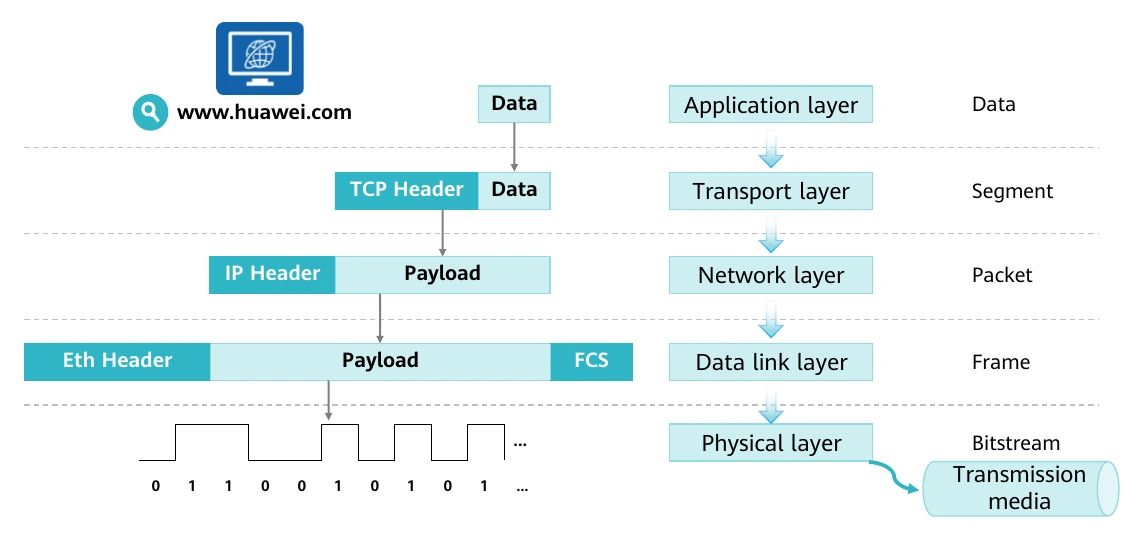 www.huawei.com
Data
Application layer
Data
TCP Header
Data
Transport layer
Segment
IP Header
Payload
Network layer
Packet
Eth Header
Payload
FCS
Data link layer
Frame
...
Physical layer
Bitstream
0 1 1 0 0 1 0 1 0 1 ...
Transmission
media